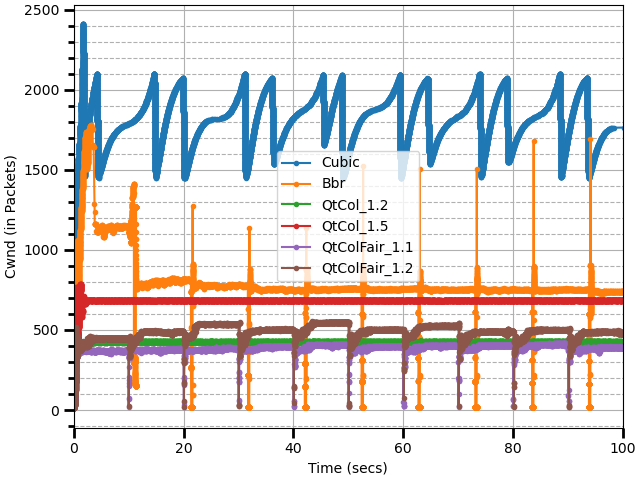 2500
2000
1500
1000
500
0
Cwnd (in Packets)
Cubic
Bbr
QtCol_1.2
QtCol_1.5
QtColFair_1.1
QtColFair_1.2
0 20 40 60 80 100
Time (secs)